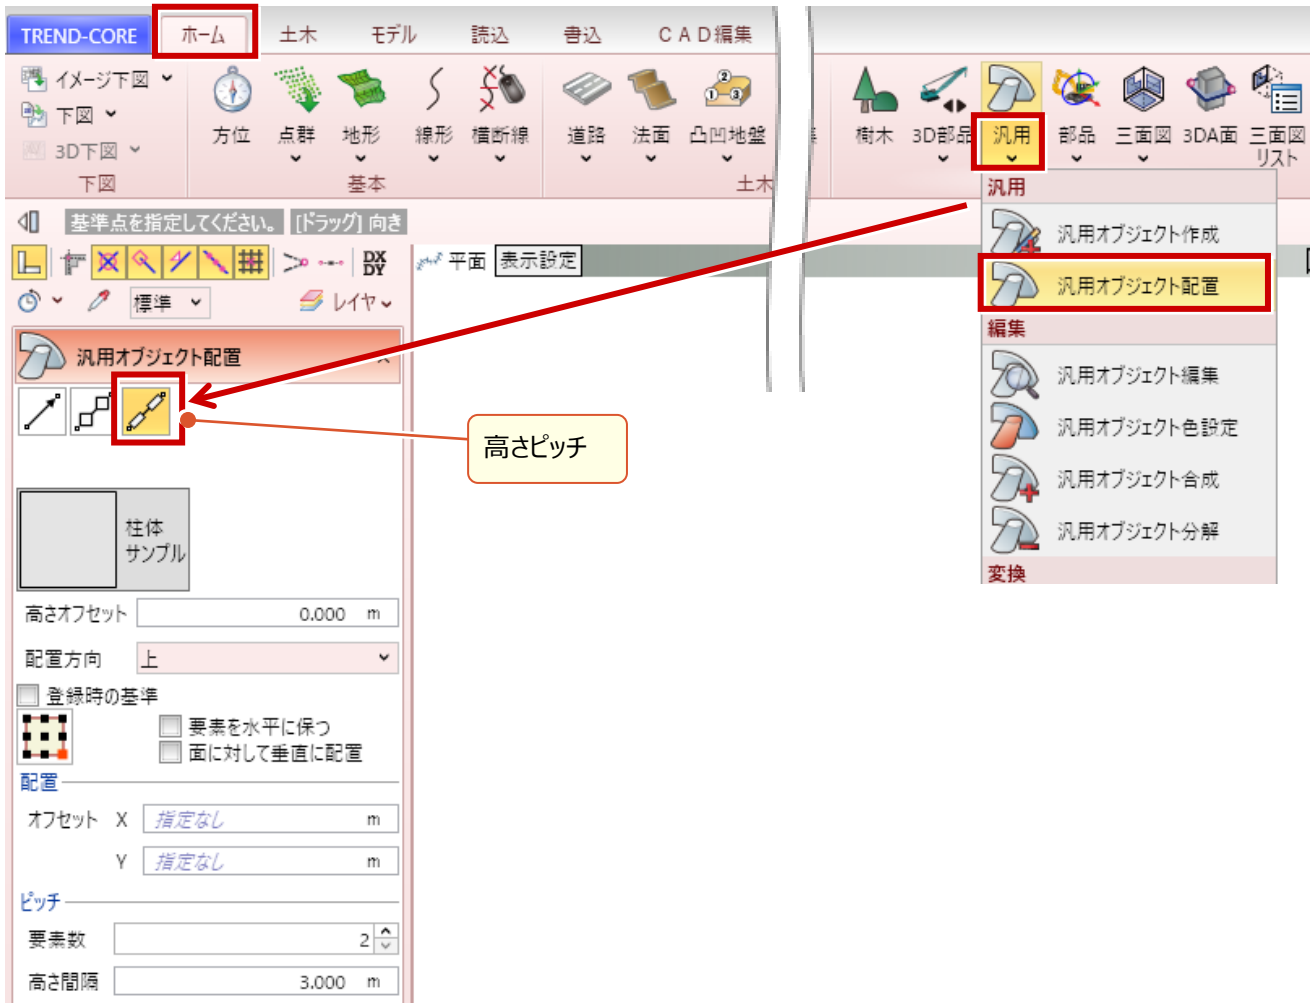 TREND-CORE ホーム 土木 モデル 読込 書込 CAD編集
イメージ下図
下図
3D下図
方位 点群 地形 線形 横断線 道路 法面 凸凹地盤 樹木 3D部品 汎用 部品 三面図 3DA面 三面図
リスト
下図 基本 土木
汎用
汎用オブジェクト作成
汎用オブジェクト配置
編集
汎用オブジェクト編集
汎用オブジェクト色設定
汎用オブジェクト合成
汎用オブジェクト分解
変換
基準点を指定してください。 [ドラッグ] 向き
DX
DY
平面 表示設定
標準 レイヤ
汎用オブジェクト配置
高さピッチ
柱体
サンプル
高さオフセット 0.000 m
配置方向 上
登録時の基準
要素を水平に保つ
面に対して垂直に配置
配置
オフセット X 指定なし m
Y 指定なし m
ピッチ
要素数 2
高さ間隔 3.000 m